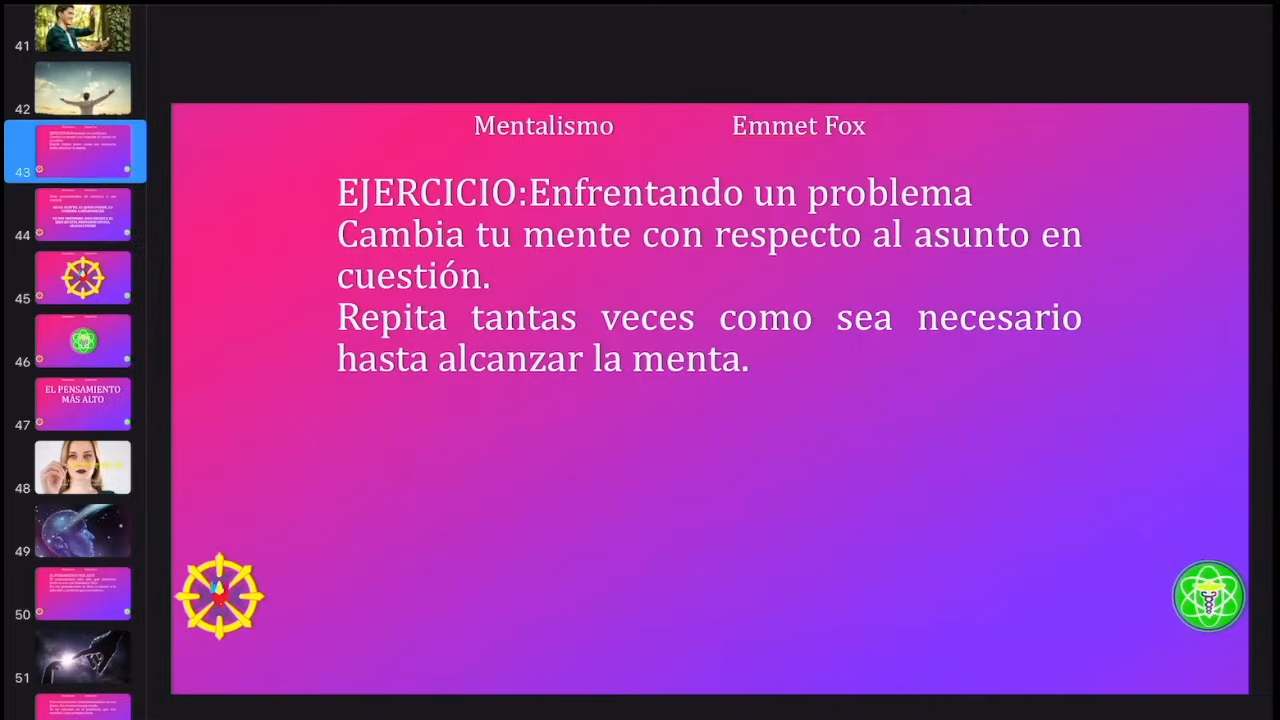 Mentalismo Emmet Fox
EJERCICIO:Enfrentando un problema
Cambia tu mente con respecto al asunto en
cuestión.
Repita tantas veces como sea necesario
hasta alcanzar la menta.
41
42
43
44
45
46
EL PENSAMIENTO
MÁS ALTO
47
48
49
50
51